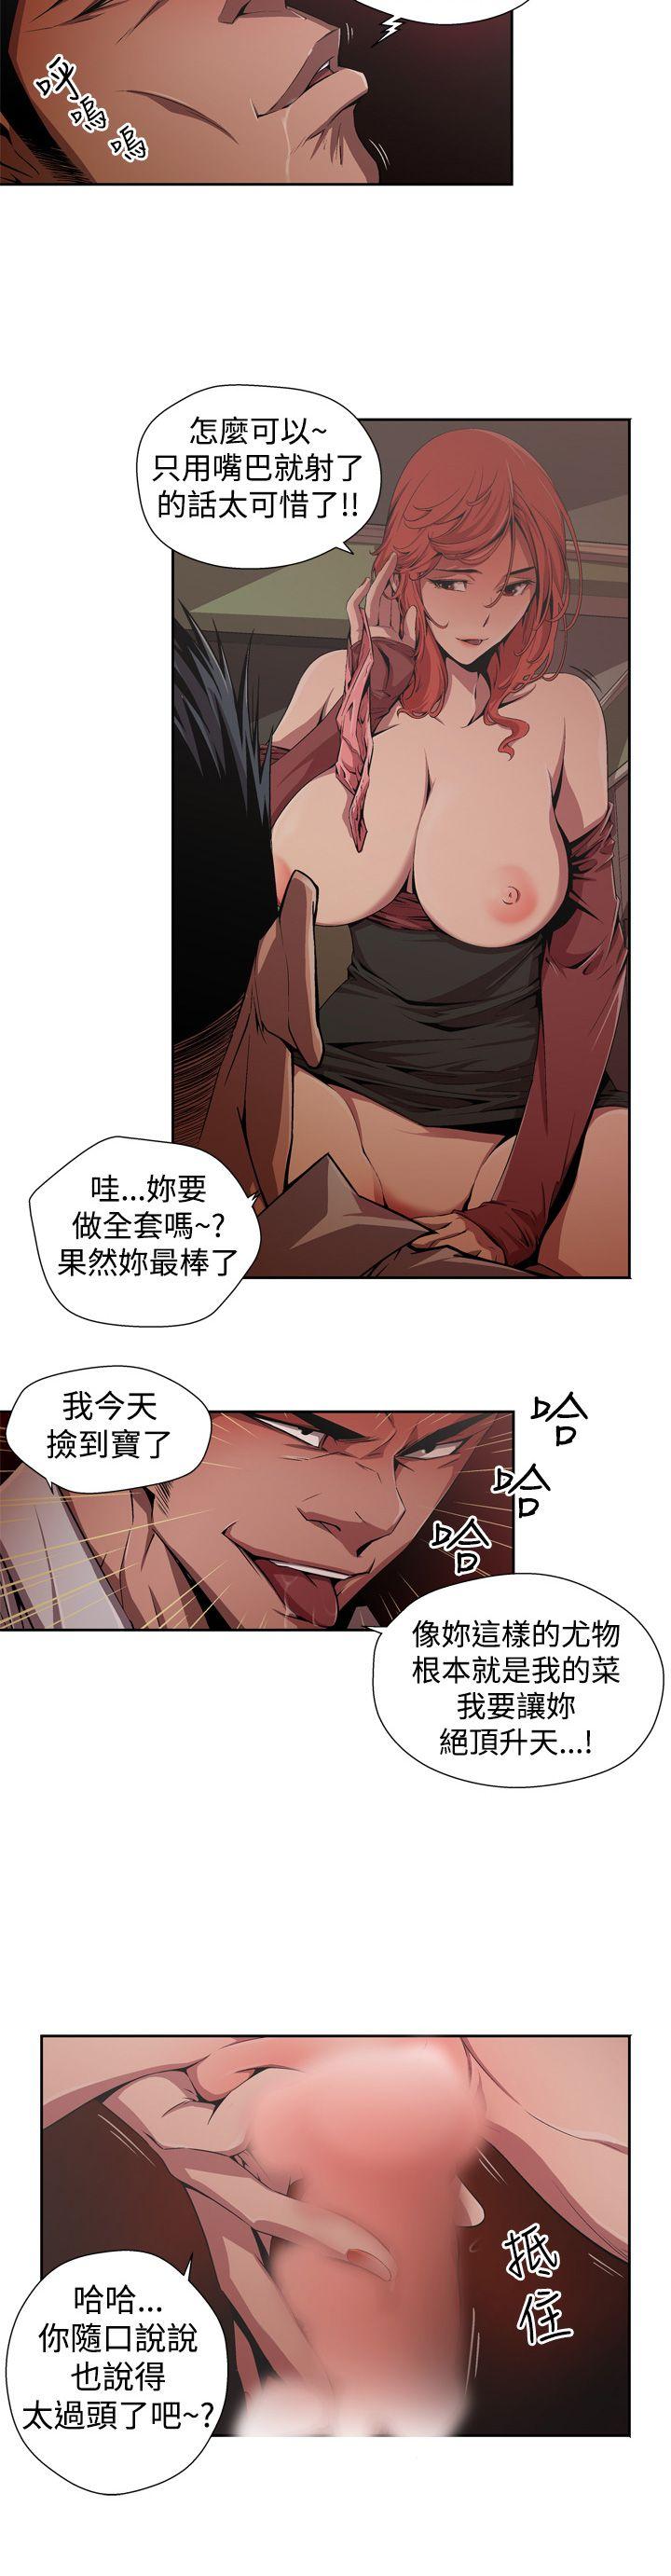 呼
嗚
嗚
怎麼可以~
只用嘴巴就射了
的話太可惜了!!
哇...妳要
做全套嗎~?
果然妳最棒了
我今天
撿到寶了
哈
哈
哈
像妳這樣的尤物
根本就是我的菜
我要讓妳
絕頂升天...!
抵
住
哈哈...
你隨口說說
也說得
太過頭了吧~?